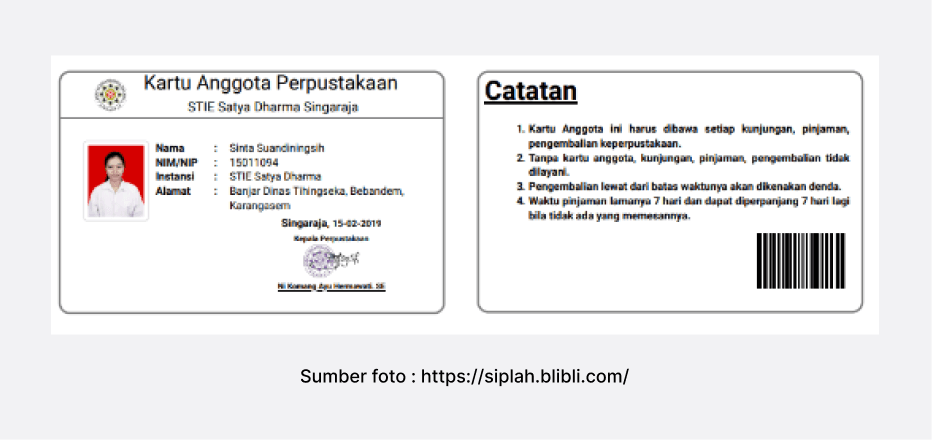 Kartu Anggota Perpustakaan
STIE Satya Dharma Singaraja
Nama : Sinta Suandiningsih
NIM/NIP : 15011094
Instansi : STIE Satya Dharma
Alamat : Banjar Dinas Tihingseka, Bebandem,
Karangasem
Singaraja, 15-02-2019
Kepala Perpustakaan
Ni Komang Ayu Hermawati. SE
Catatan
1. Kartu Anggota ini harus dibawa setiap kunjungan, pinjaman,
pengembalian keperpustakaan.
2. Tanpa kartu anggota, kunjungan, pinjaman, pengembalian tidak
dilayani.
3. Pengembalian lewat dari batas waktunya akan dikenakan denda.
4. Waktu pinjaman lamanya 7 hari dan dapat diperpanjang 7 hari lagi
bila tidak ada yang memesannya.
Sumber foto : https://siplah.blibli.com/